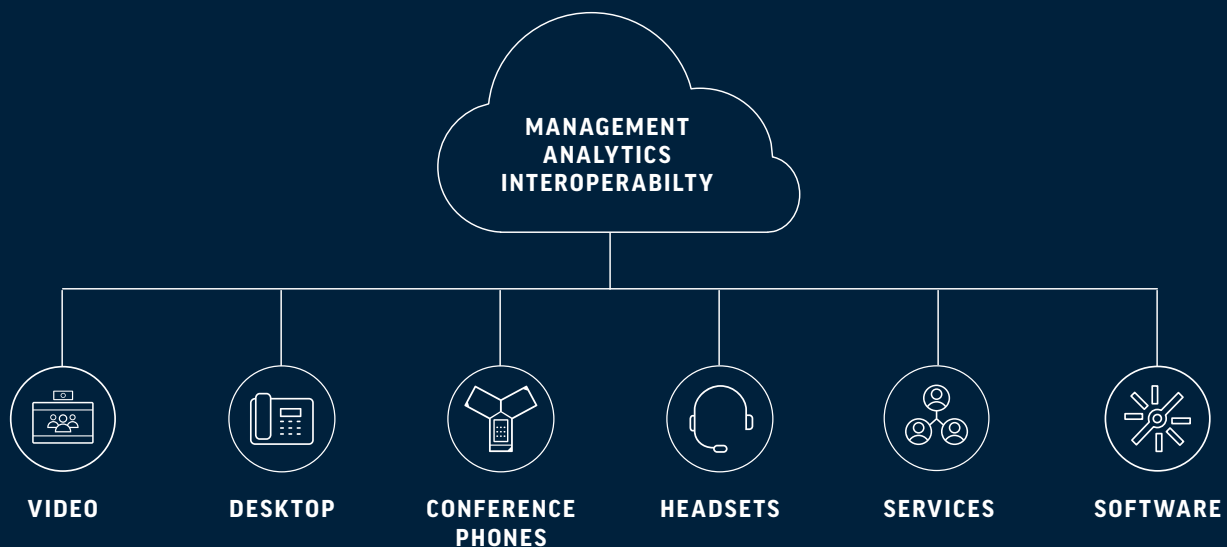 MANAGEMENT
ANALYTICS
INTEROPERABILTY
VIDEO
DESKTOP
CONFERENCE
PHONES
HEADSETS
SERVICES
SOFTWARE